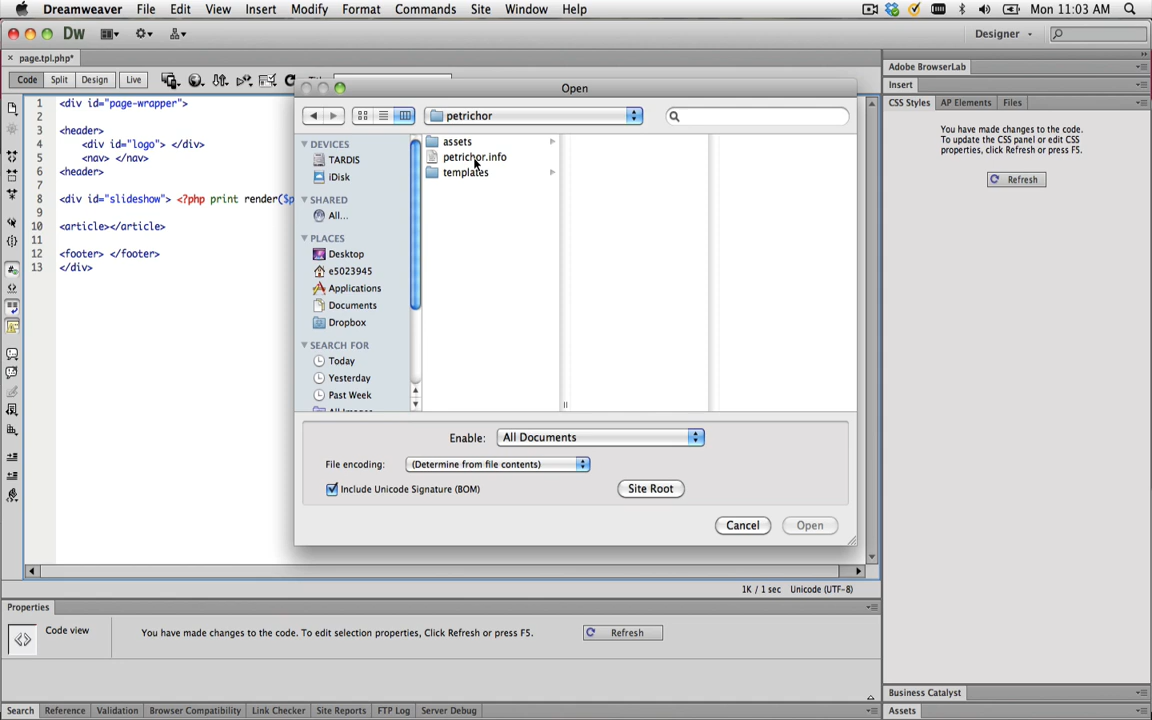 Dreamweaver File Edit View Insert Modify Format Commands Site Window Help Mon 11:03 AM
Dw Designer
× page.tpl.php*
Adobe BrowserLab
Code Split Design Live
Insert
CSS Styles AP Elements Files
You have made changes to the code.
To update the CSS panel or edit CSS
properties, click Refresh or press F5.
Refresh
1 <div id="page-wrapper">
2
3 <header>
4 <div id="logo"> </div>
5 <nav> </nav>
6 <header>
7
8 <div id="slideshow"> <?php print render($p
9
10 <article></article>
11
12 <footer> </footer>
13 </div>
Open
petrichor
DEVICES
TARDIS
iDisk
SHARED
All...
PLACES
Desktop
e5023945
Applications
Documents
Dropbox
SEARCH FOR
Today
Yesterday
Past Week
assets
petrichor.info
templates
Enable: All Documents
File encoding: (Determine from file contents)
Include Unicode Signature (BOM) Site Root
Cancel Open
1K / 1 sec Unicode (UTF-8)
Properties
Code view You have made changes to the code. To edit selection properties, Click Refresh or press F5. Refresh
Business Catalyst
Search Reference Validation Browser Compatibility Link Checker Site Reports FTP Log Server Debug
Assets